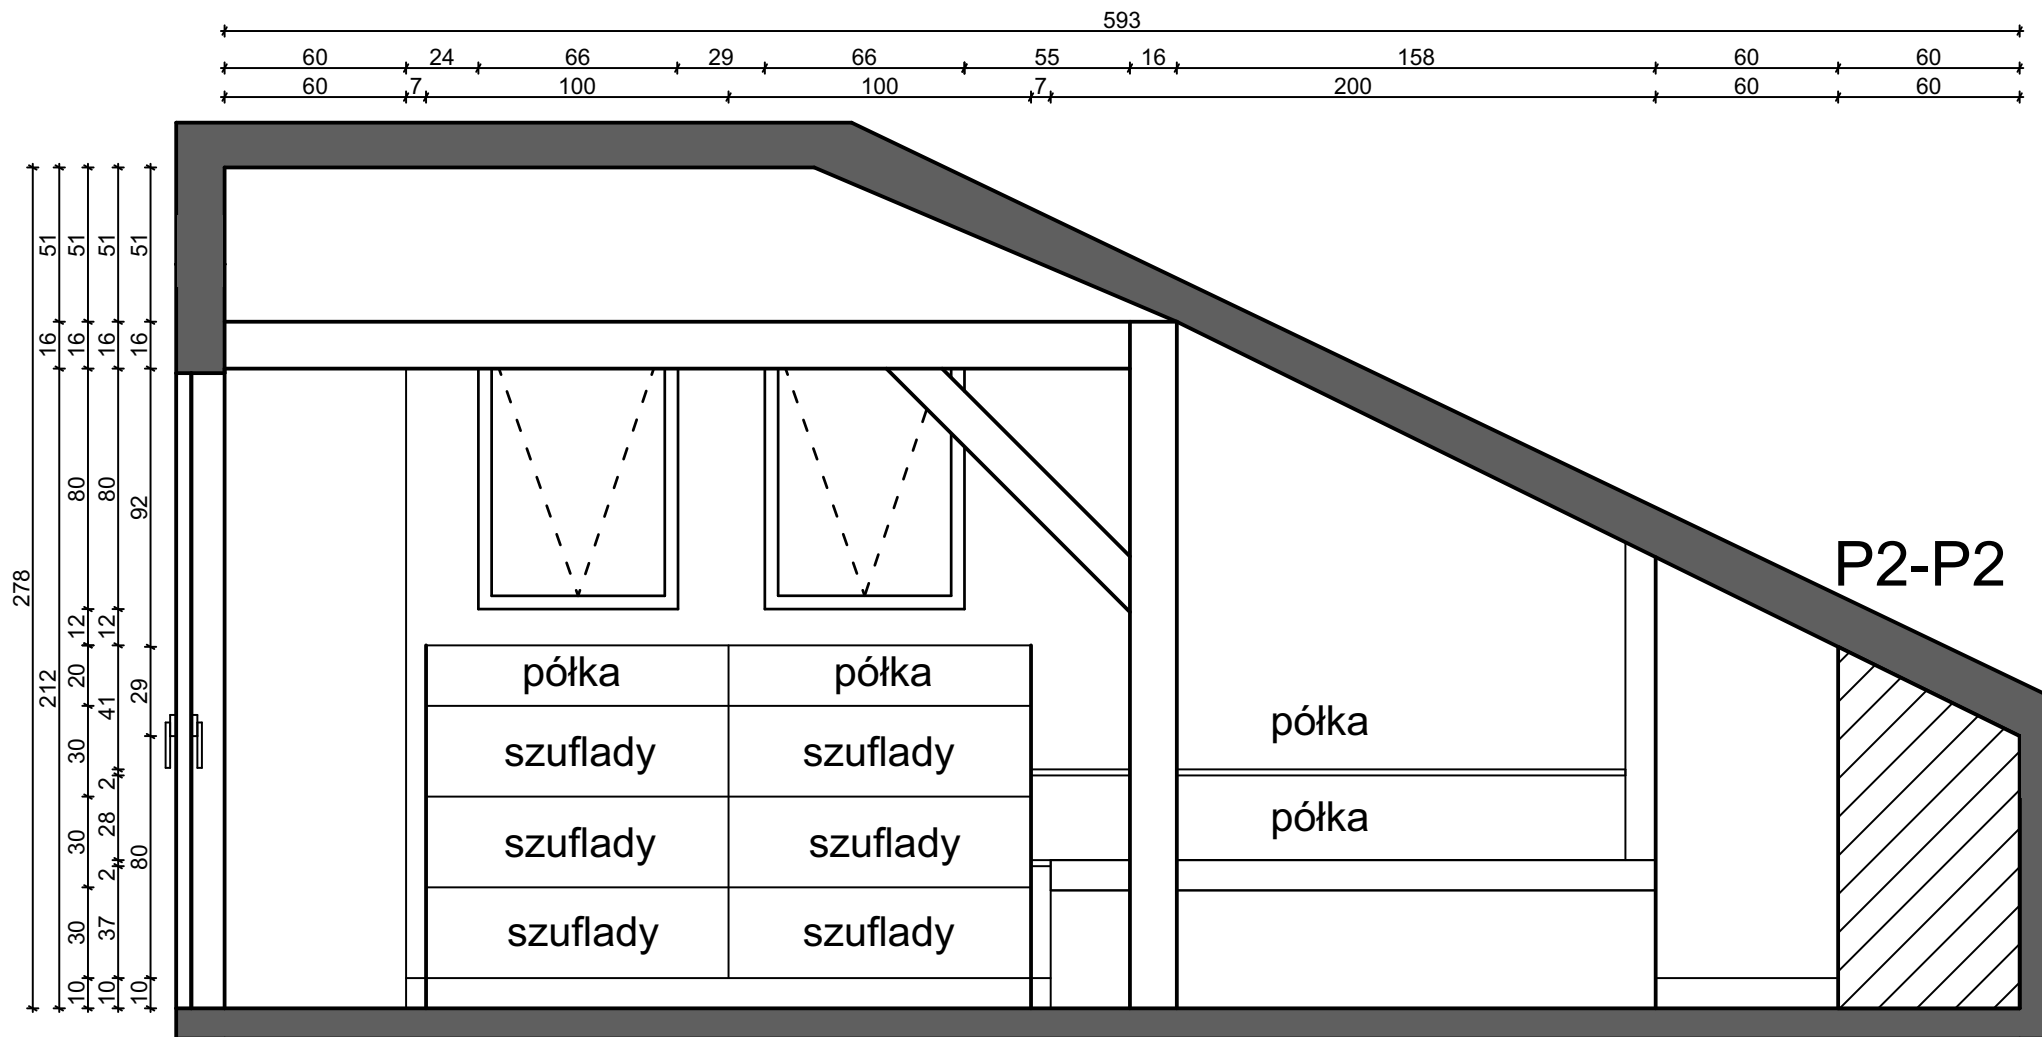 593
60 24 66 29 66 55 16 158 60 60
60 7 100 100 7 200 60 60
278
51 16 212
51 16 80 12 20 30 30 30 10
51 16 80 12 41 2 28 2 37 10
51 16 92 29 80 10
P2-P2
półka półka
szuflady szuflady
szuflady szuflady
szuflady szuflady
półka
półka